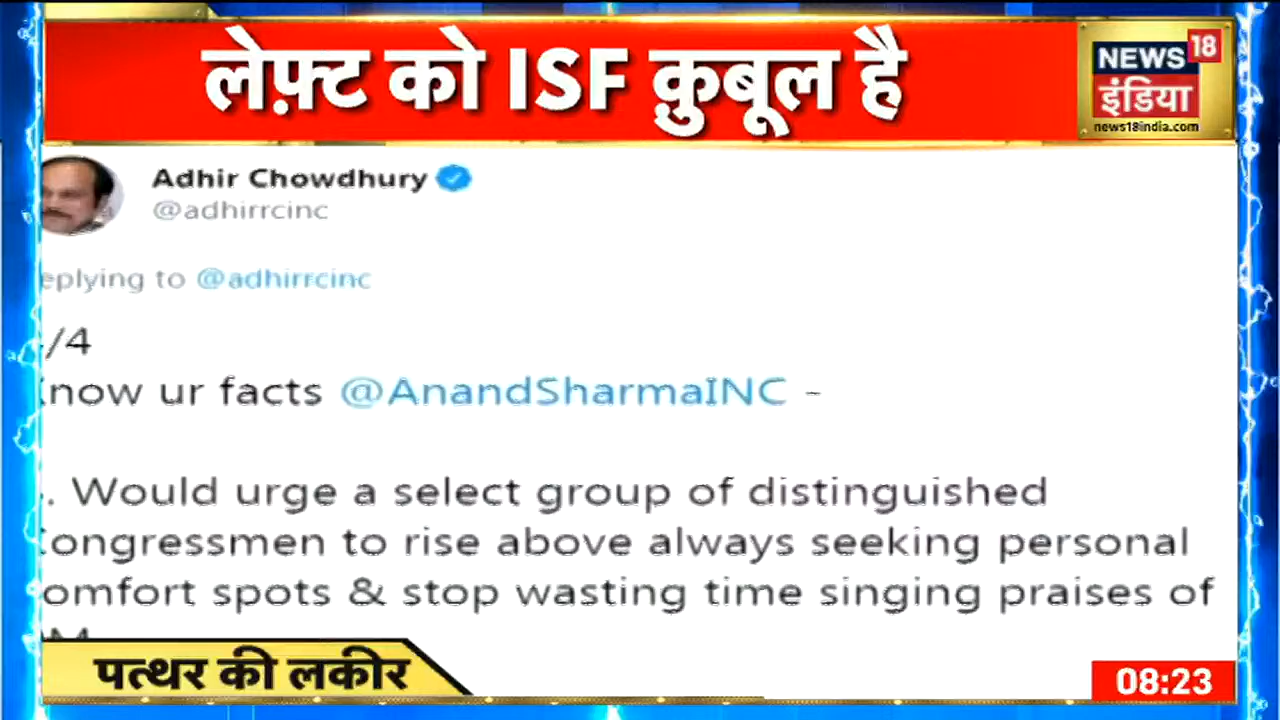 लेफ़्ट को ISF क़ुबूल है
NEWS 18
इंडिया
news18india.com
Adhir Chowdhury
@adhirrcinc
eplying to @adhirrcinc
/4
now ur facts @AnandSharmaINC -
. Would urge a select group of distinguished
ongressmen to rise above always seeking personal
omfort spots & stop wasting time singing praises of
पत्थर की लकीर
08:23